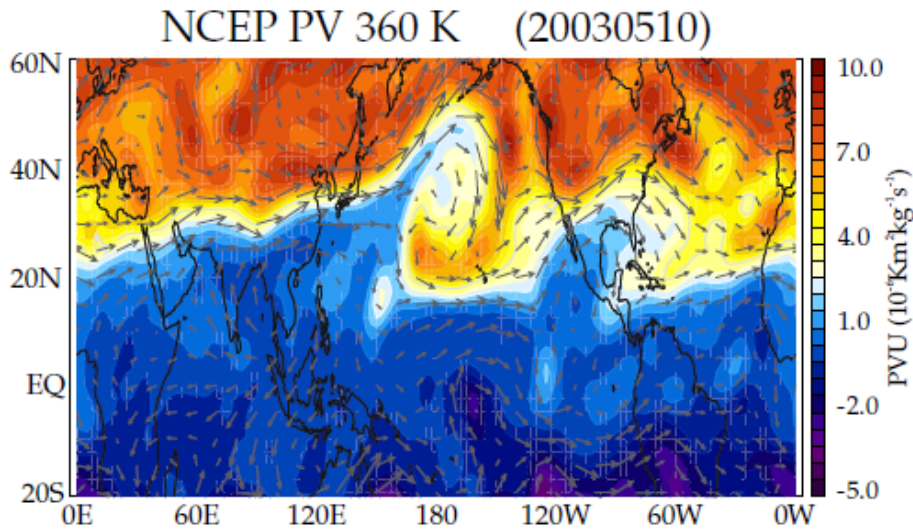 NCEP PV 360 K (20030510)
60N
40N
20N
EQ
20S
0E 60E 120E 180 120W 60W 0W
10.0
7.0
4.0
1.0
-2.0
-5.0
PVU (10⁻⁶Km²kg⁻¹s⁻¹)